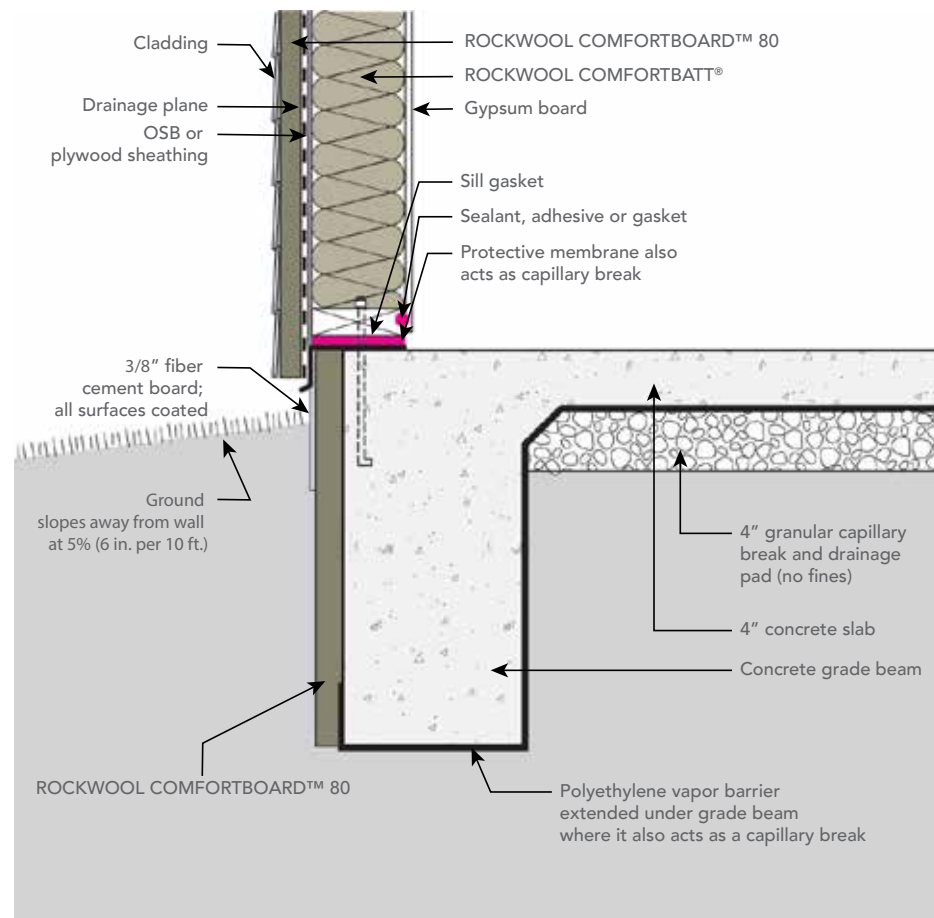 Cladding
Drainage plane
OSB or
plywood sheathing
ROCKWOOL COMFORTBOARD™ 80
ROCKWOOL COMFORTBATT®
Gypsum board
Sill gasket
Sealant, adhesive or gasket
Protective membrane also
acts as capillary break
3/8” fiber
cement board;
all surfaces coated
Ground
slopes away from wall
at 5% (6 in. per 10 ft.)
4” granular capillary
break and drainage
pad (no fines)
4” concrete slab
Concrete grade beam
ROCKWOOL COMFORTBOARD™ 80
Polyethylene vapor barrier
extended under grade beam
where it also acts as a capillary break